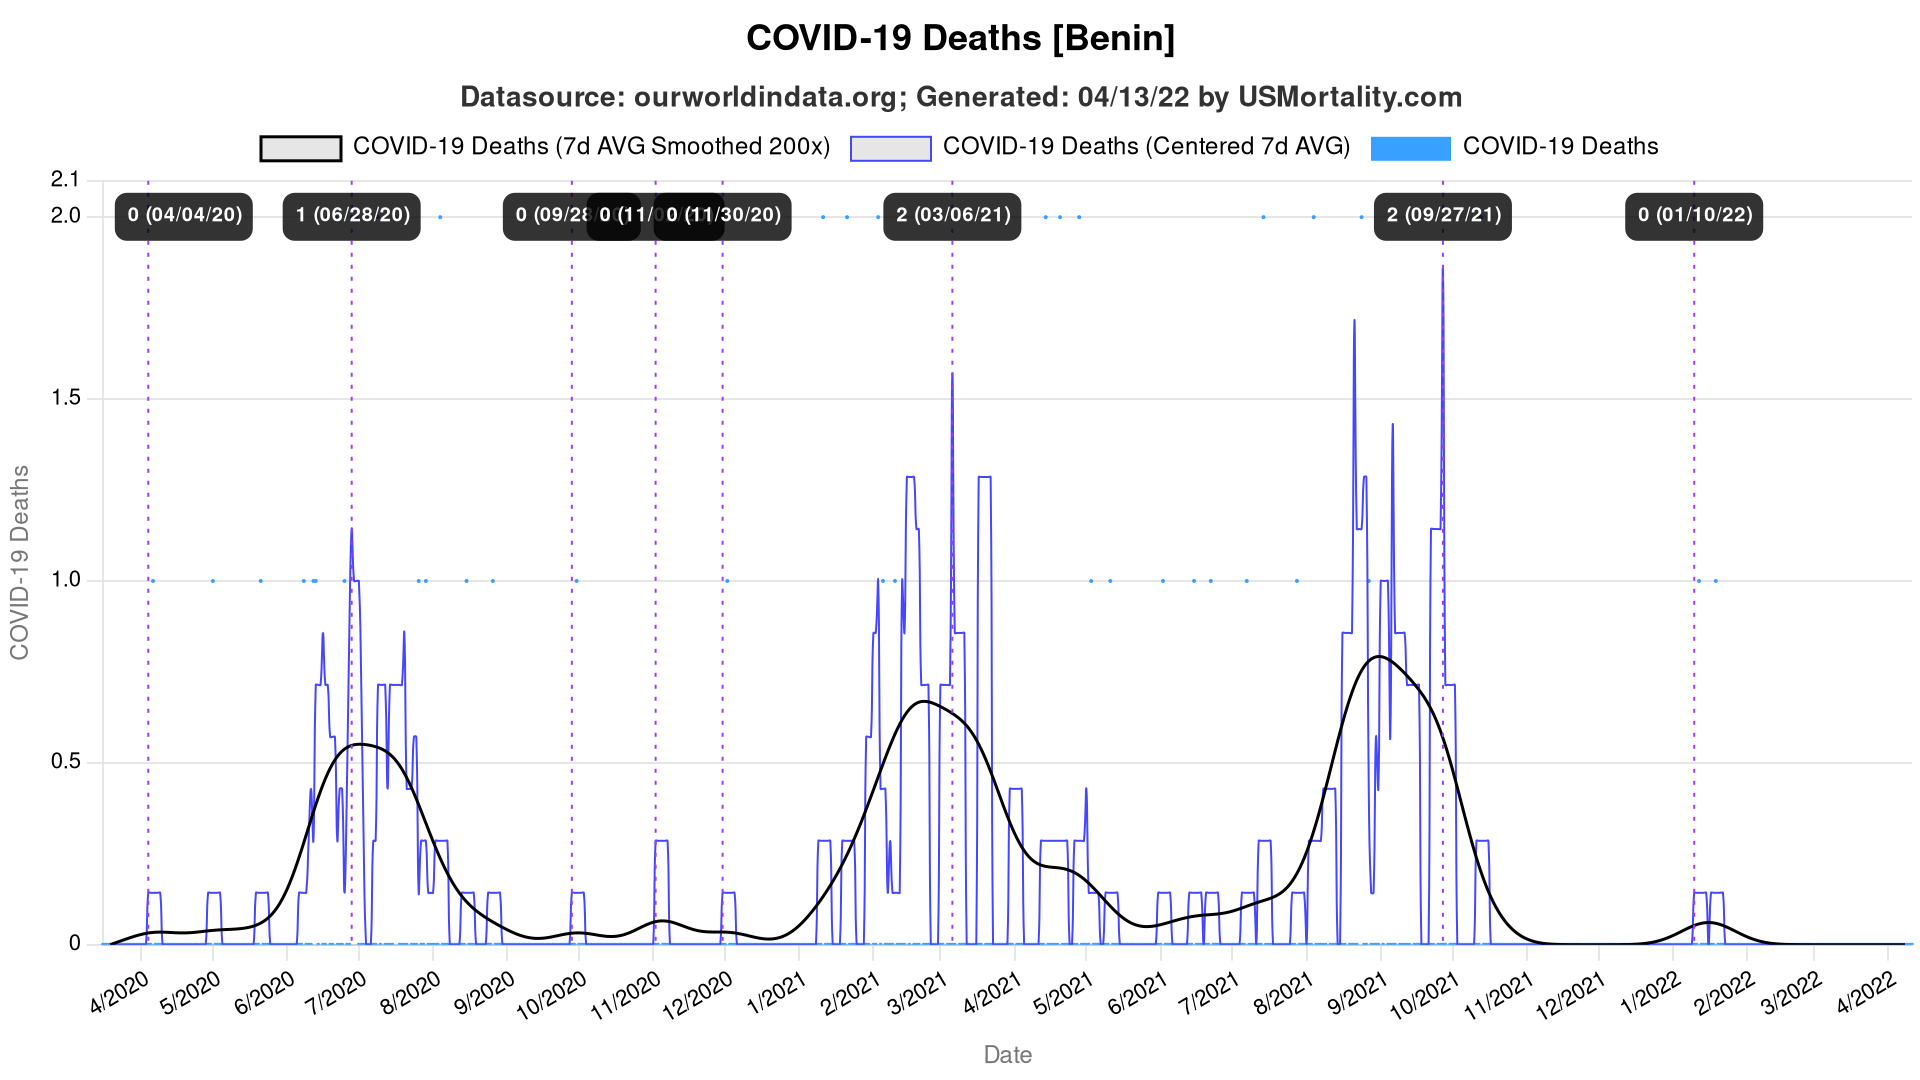 COVID-19 Deaths [Benin]
Datasource: ourworldindata.org; Generated: 04/13/22 by USMortality.com
COVID-19 Deaths (7d AVG Smoothed 200x) COVID-19 Deaths (Centered 7d AVG) COVID-19 Deaths
2.1
2.0
0 (04/04/20) 1 (06/28/20) 0 (09/28 0 (11/ 0 (11/30/20) 2 (03/06/21) 2 (09/27/21) 0 (01/10/22)
1.5
1.0
0.5
0
COVID-19 Deaths
4/2020 5/2020 6/2020 7/2020 8/2020 9/2020 10/2020 11/2020 12/2020 1/2021 2/2021 3/2021 4/2021 5/2021 6/2021 7/2021 8/2021 9/2021 10/2021 11/2021 12/2021 1/2022 2/2022 3/2022 4/2022
Date